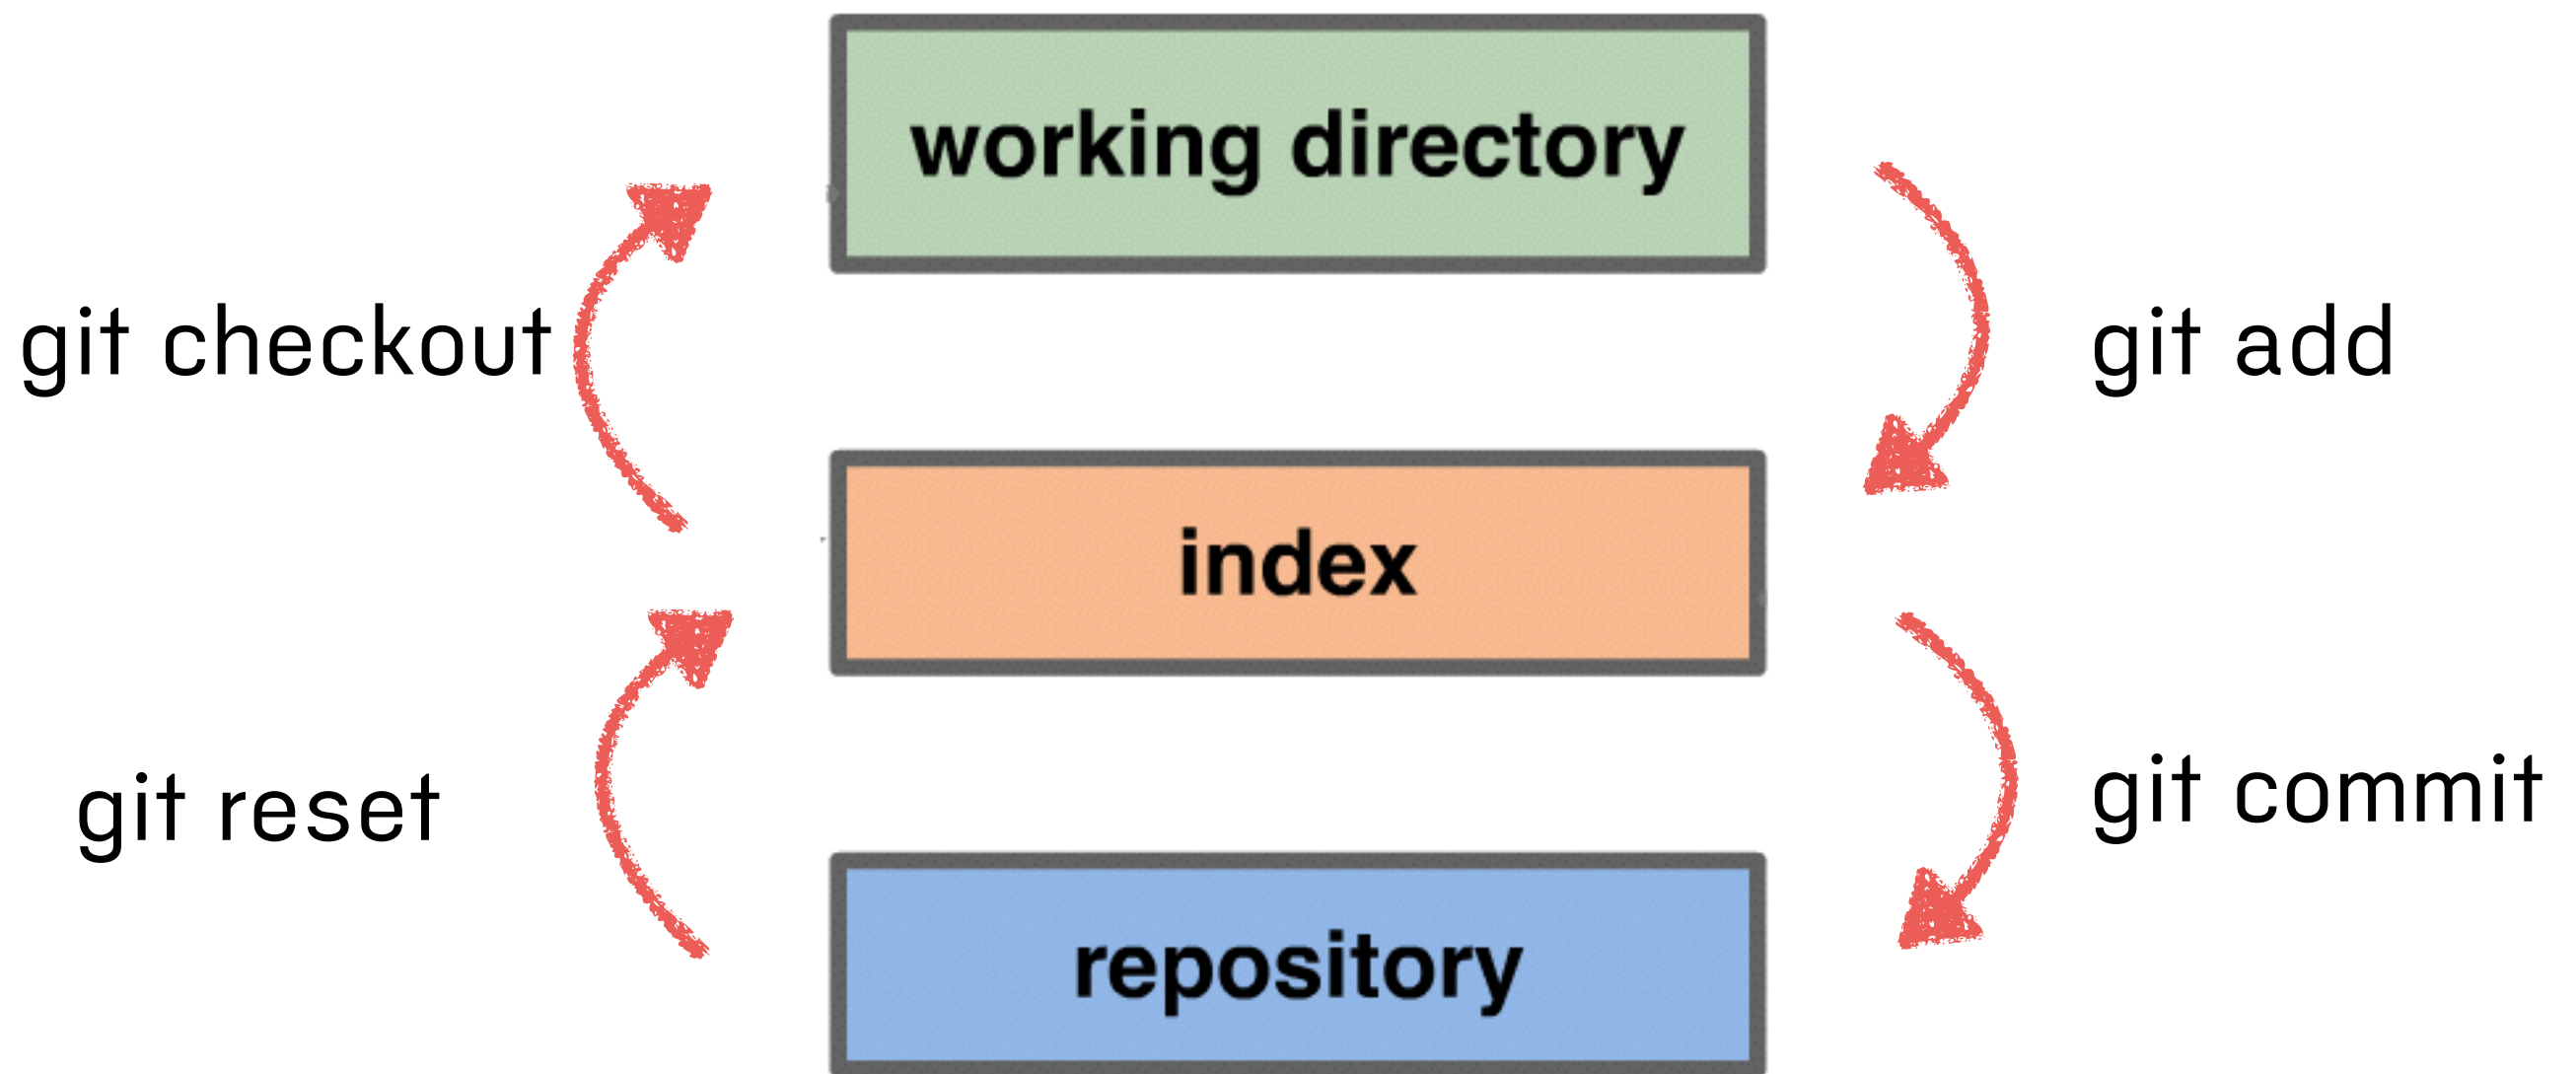 working directory
git checkout
git add
index
git reset
git commit
repository